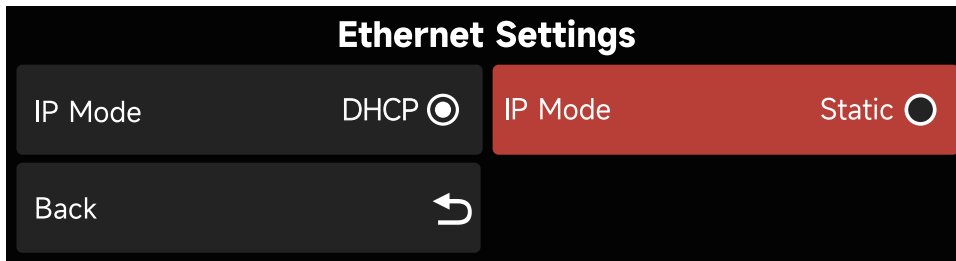 Ethernet Settings
IP Mode DHCP
IP Mode Static
Back